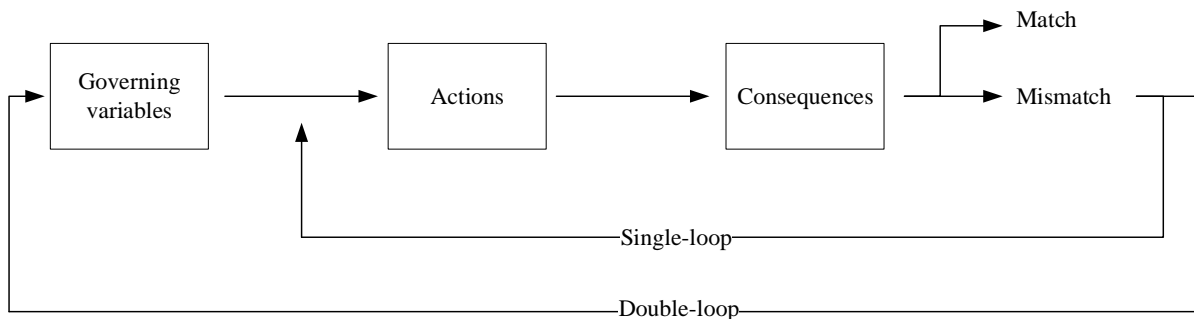 Match
Governing
variables
Actions
Consequences
Mismatch
Single-loop
Double-loop